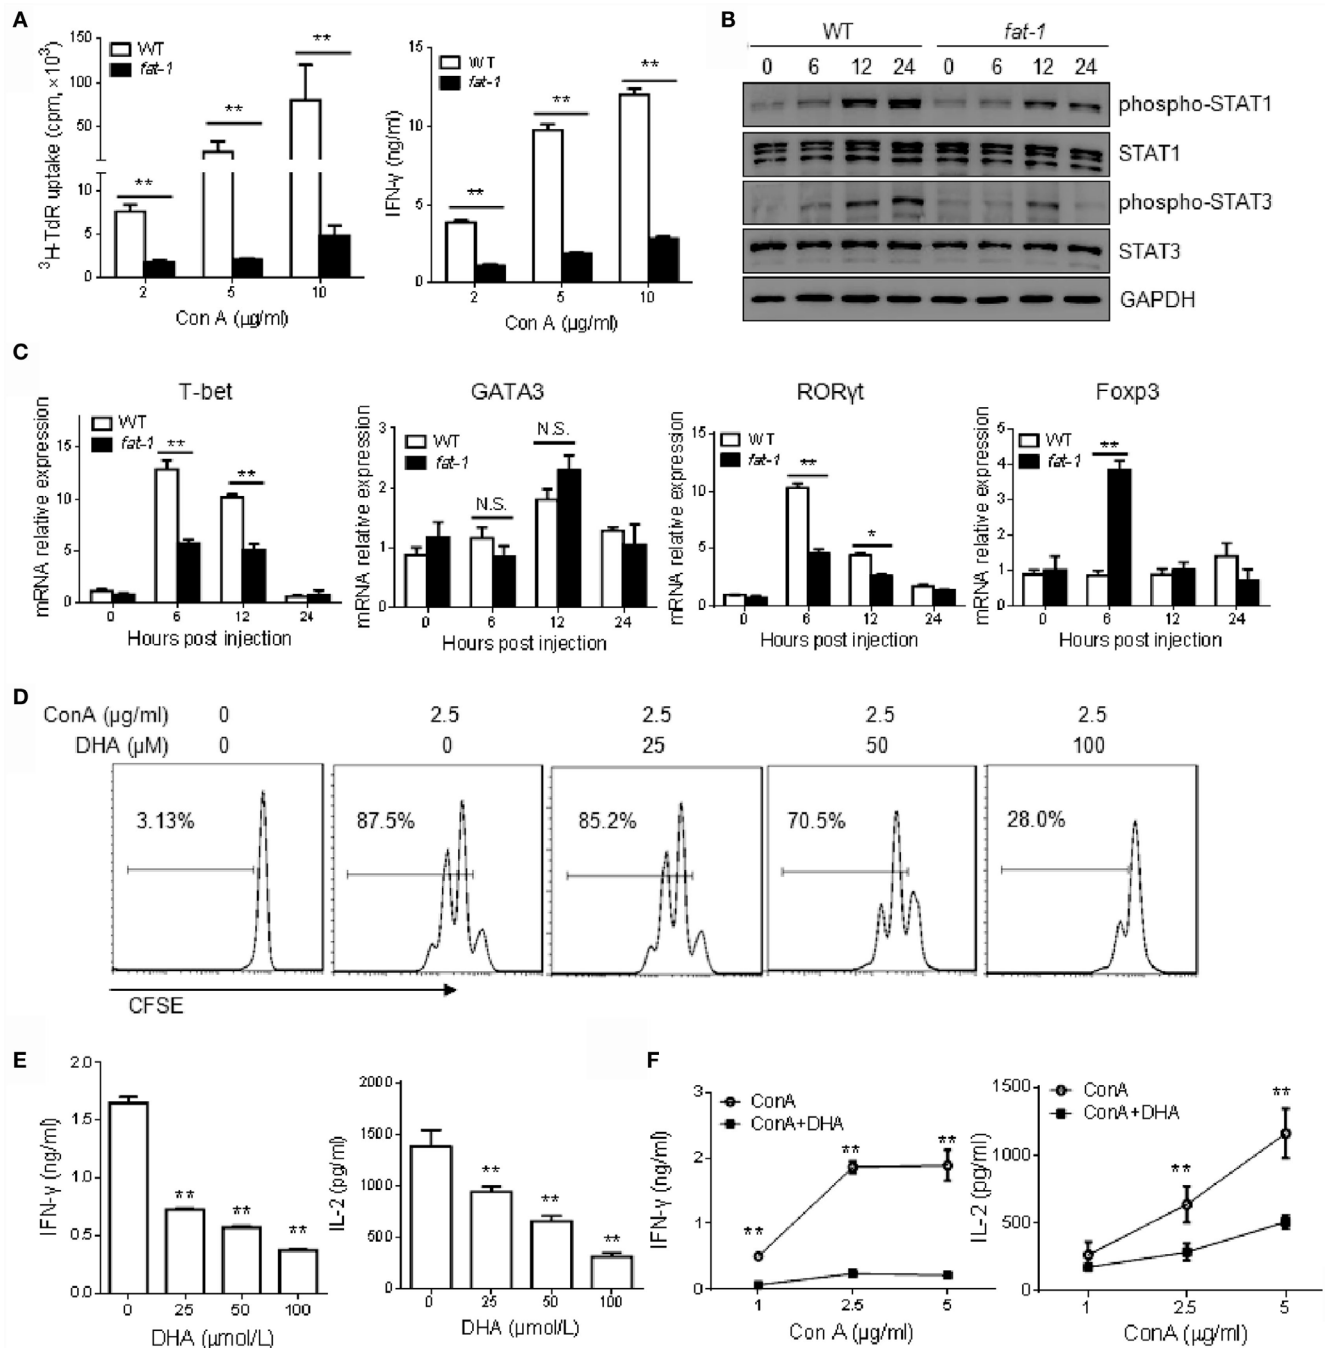 A
³H-TdR uptake (cpm, ×10³)
150
100
50
10
5
0
WT
fat-1
**
**
**
2
5
10
Con A (µg/ml)
IFN-γ (ng/ml)
15
10
5
0
WT
fat-1
**
**
**
2
5
10
Con A (µg/ml)
B
WT fat-1
0 6 12 24 0 6 12 24
phospho-STAT1
STAT1
phospho-STAT3
STAT3
GAPDH
C
T-bet
mRNA relative expression
15
10
5
0
WT
fat-1
**
**
0 6 12 24
Hours post injection
GATA3
mRNA relative expression
3
2
1
0
WT
fat-1
N.S.
N.S.
0 6 12 24
Hours post injection
RORγt
mRNA relative expression
15
10
5
0
WT
fat-1
**
*
0 6 12 24
Hours post injection
Foxp3
mRNA relative expression
5
4
3
2
1
0
WT
fat-1
**
0 6 12 24
Hours post injection
D
ConA (µg/ml) 0 2.5 2.5 2.5 2.5
DHA (µM) 0 0 25 50 100
3.13% 87.5% 85.2% 70.5% 28.0%
CFSE
E
IFN-γ (ng/ml)
2.0
1.5
1.0
0.5
0.0
** ** **
0 25 50 100
DHA (µmol/L)
IL-2 (pg/ml)
2000
1500
1000
500
0
** ** **
0 25 50 100
DHA (µmol/L)
F
IFN-γ (ng/ml)
3
2
1
0
ConA
ConA+DHA
** ** **
1 2.5 5
Con A (µg/ml)
IL-2 (pg/ml)
1500
1000
500
0
ConA
ConA+DHA
** **
1 2.5 5
ConA (µg/ml)